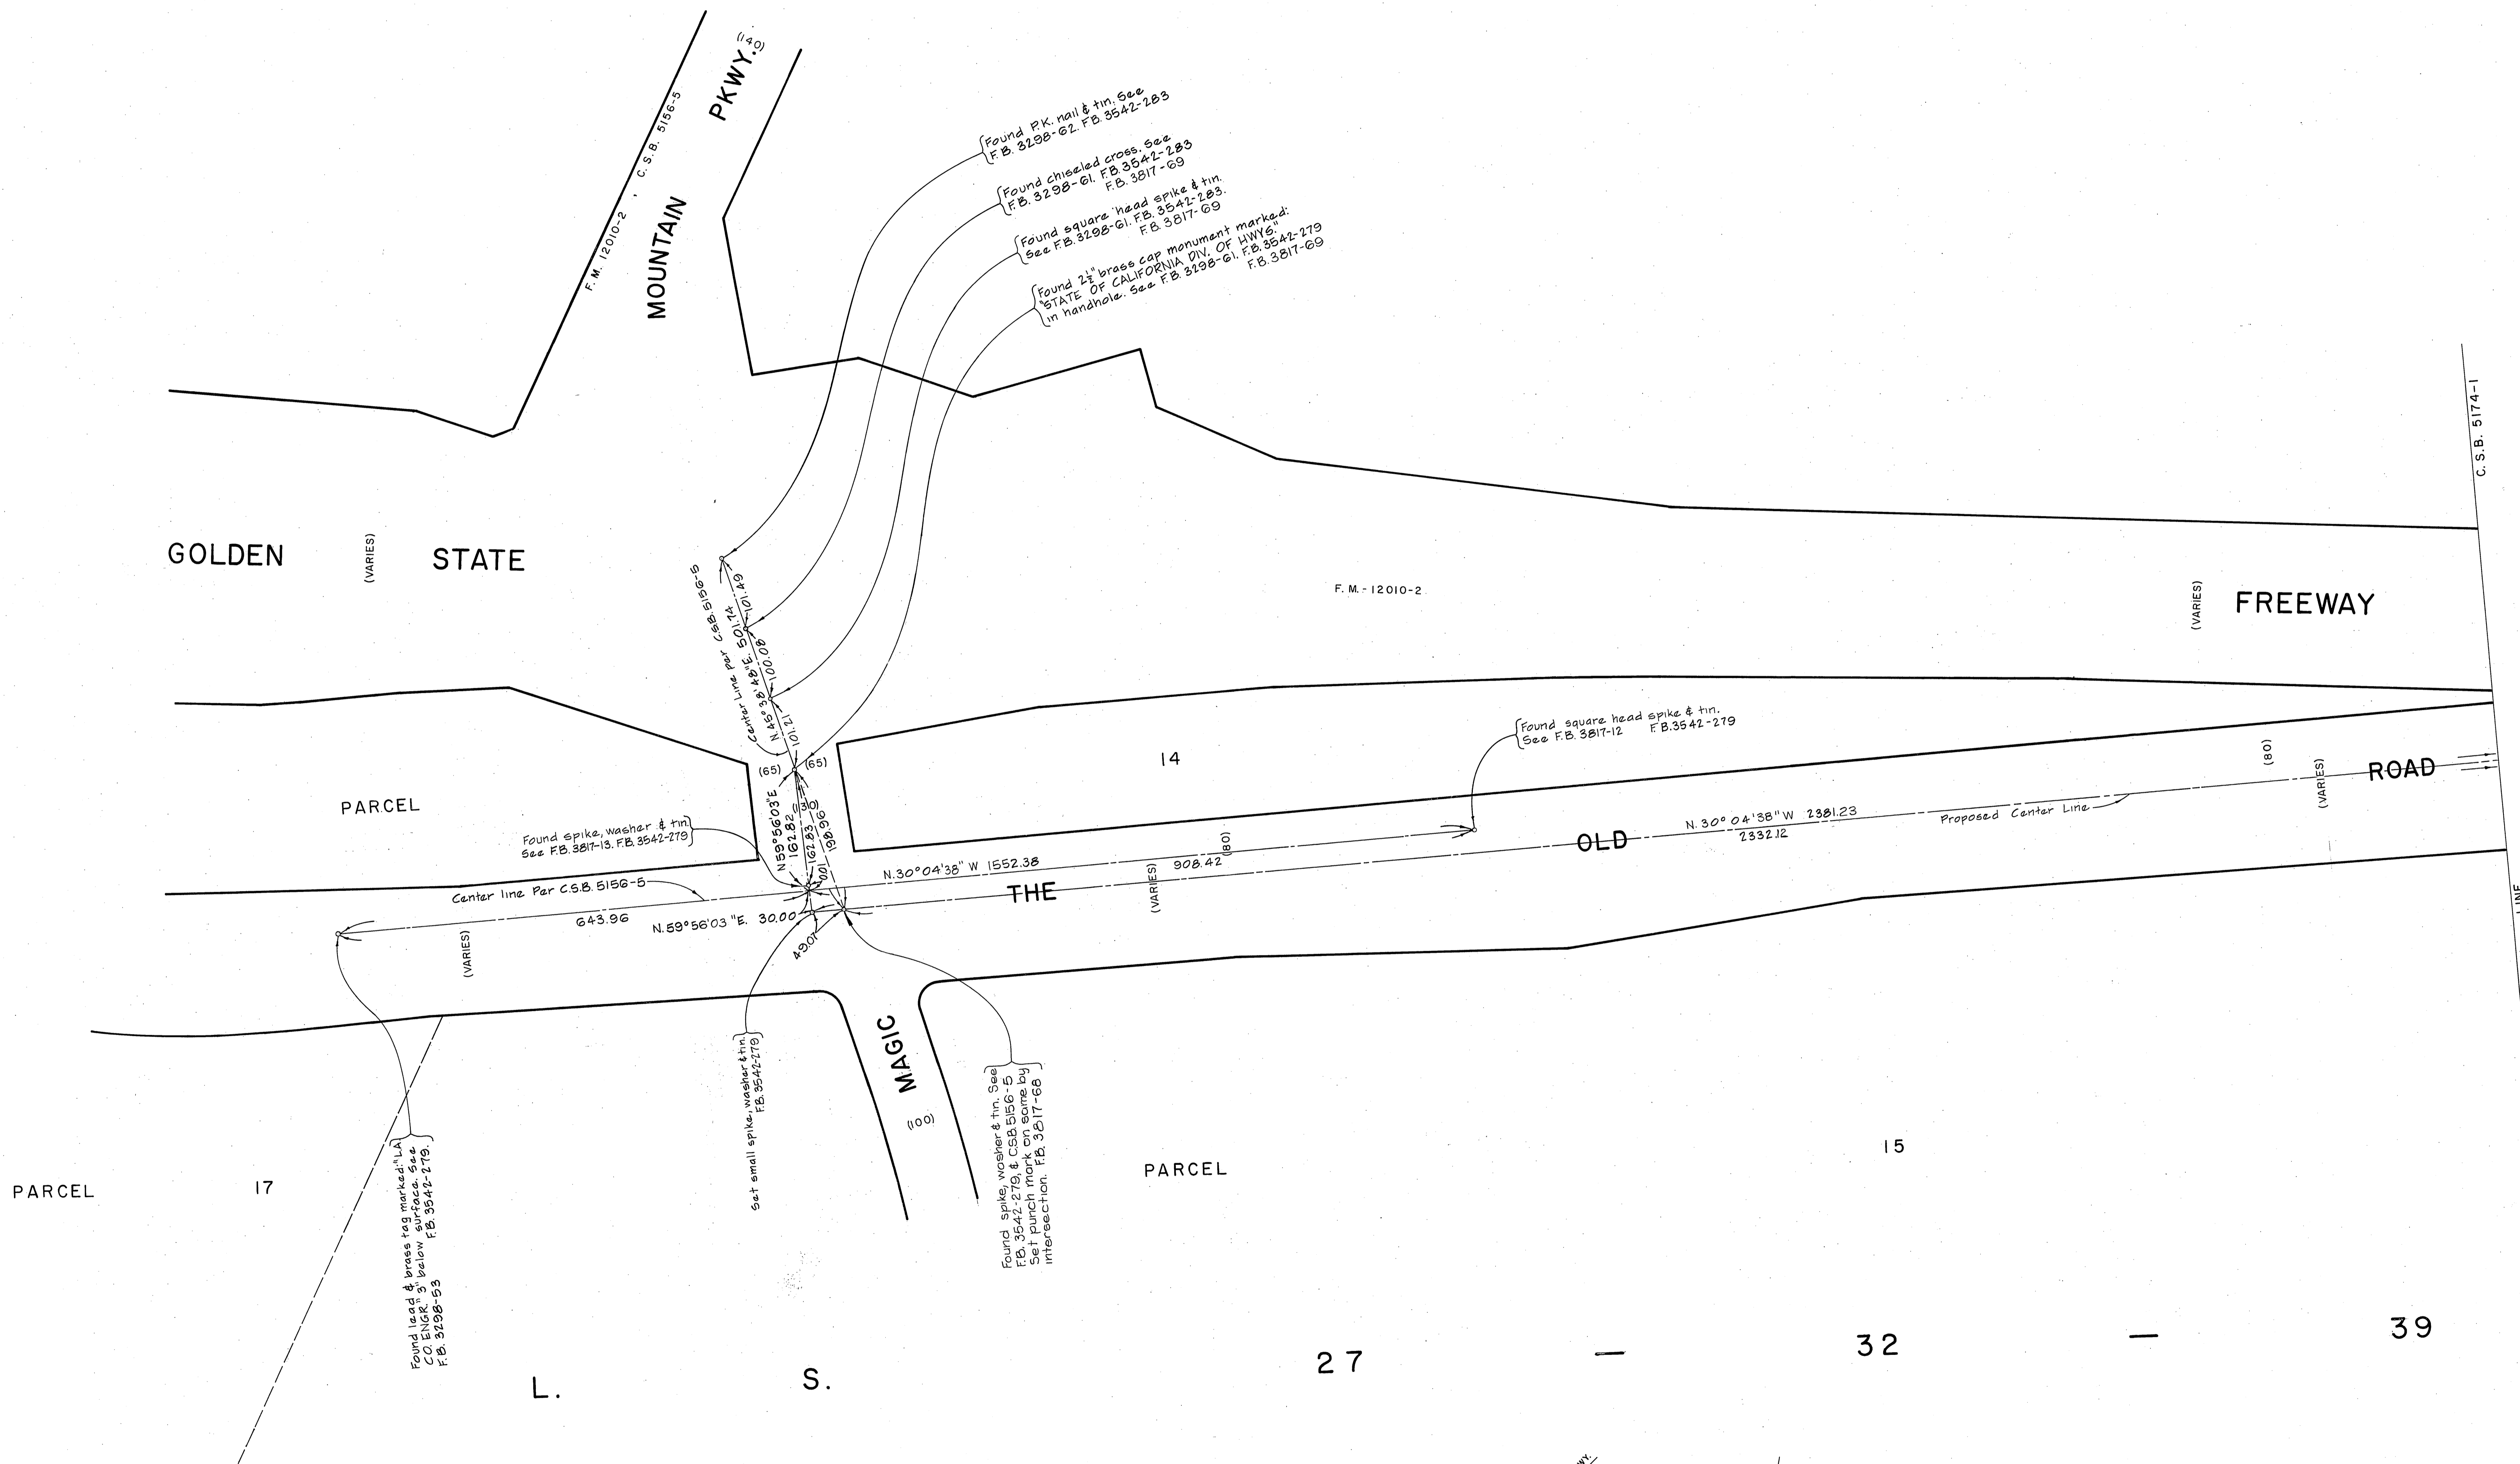 (140)
PKWY.
MOUNTAIN
F. M. 12010-2 , C. S. B. 5156-5
Found P.K. nail & tin. See
F.B. 3298-62. F.B. 3542-283
Found chiseled cross. See
F.B. 3298-61. F.B. 3542-283
F.B. 3817-69
Found square head spike & tin.
See F.B. 3298-61. F.B. 3542-283.
F.B. 3817-69
Found 2½" brass cap monument marked:
"STATE OF CALIFORNIA DIV. OF HWYS."
in handhole. See F.B. 3298-61. F.B. 3542-279
F.B. 3817-69
C. S. B. 5174-1
GOLDEN
(VARIES)
STATE
F. M. - 12010-2
(VARIES)
FREEWAY
Center Line per C.S.B. 5156-5
N.46°38'48"E. 501.74
101.49
100.08
101.21
(65)
(65)
14
Found square head spike & tin.
See F.B. 3817-12 F.B. 3542-279
(80)
(VARIES)
ROAD
PARCEL
N59°56'03"E
162.82
(130)
162.83
198.96
Found spike, washer & tin
See F.B. 3817-13. F.B. 3542-279
N.30°04'38"W 2381.23
2332.12
Proposed Center Line
OLD
N.30°04'38" W 1552.38
908.42
(80)
(VARIES)
THE
Center line Per C.S.B. 5156-5
643.96
N.59°56'03"E. 30.00
49.07
(VARIES)
MAGIC
(100)
Set small spike, washer & tin.
F.B. 3542-279
Found spike, washer & tin. See
F.B. 3542-279, & C.S.B. 5156-5
Set punch mark on same by
intersection. F.B. 3817-68
Found lead & brass tag marked: "LA
CO. ENGR." 3" below surface. See
F.B. 3298-53 F.B. 3542-279.
PARCEL
17
PARCEL
15
L. S. 27 — 32 — 39